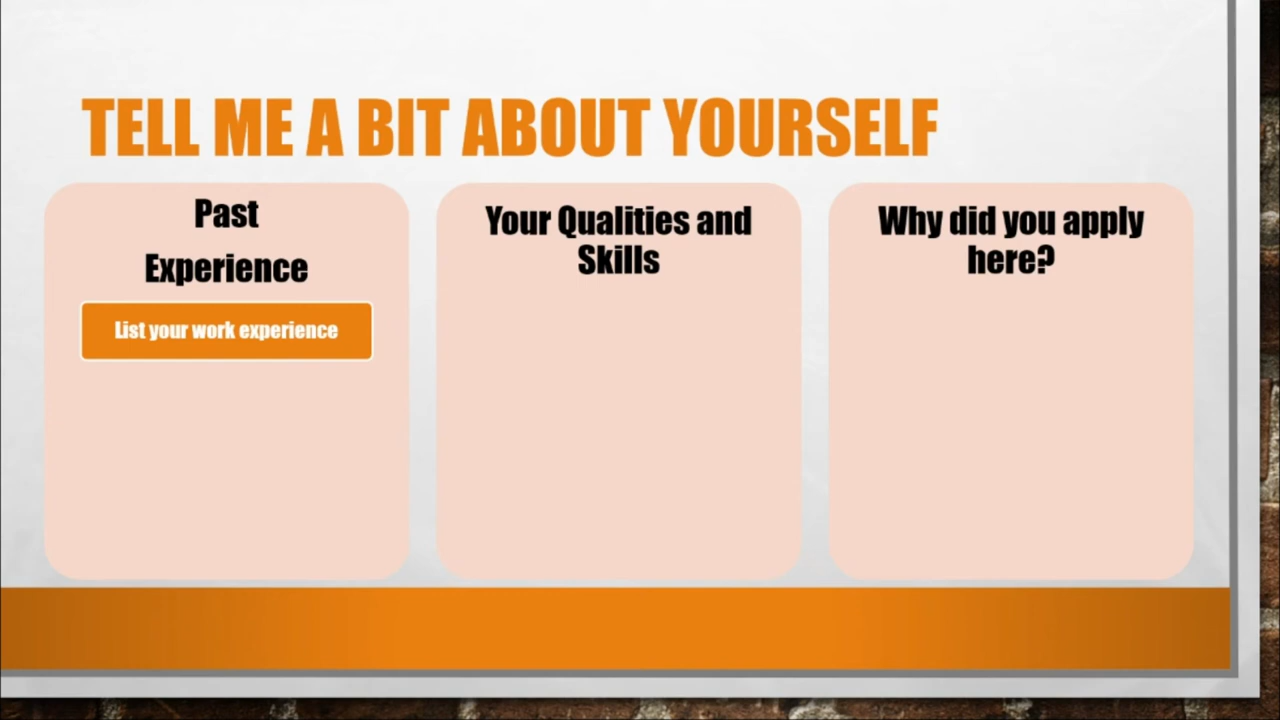 TELL ME A BIT ABOUT YOURSELF
Past
Experience
List your work experience
Your Qualities and
Skills
Why did you apply
here?